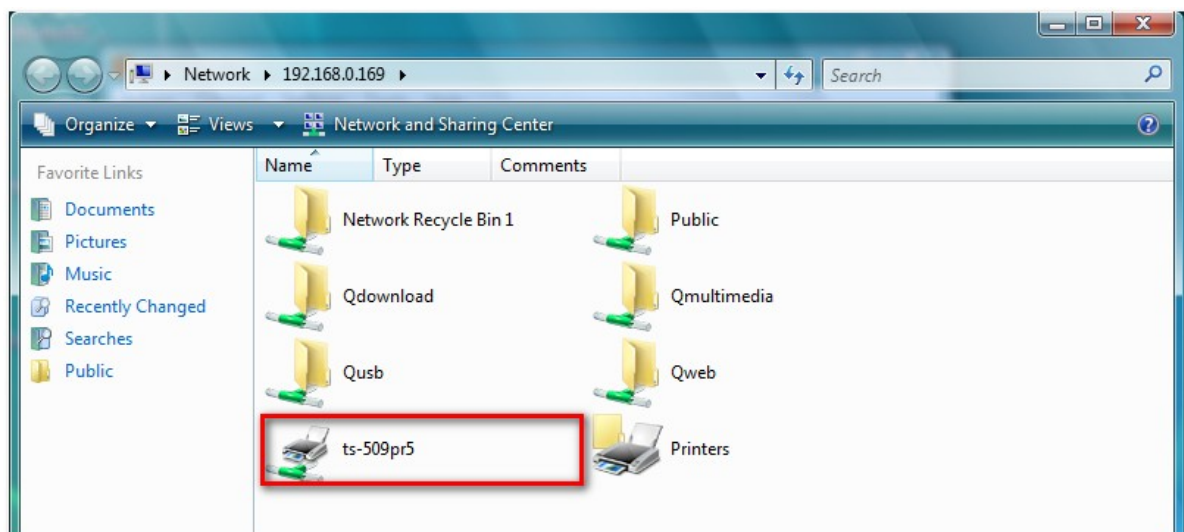 Network 192.168.0.169 Search
Organize Views Network and Sharing Center
Favorite Links
Documents
Pictures
Music
Recently Changed
Searches
Public
Name Type Comments
Network Recycle Bin 1 Public
Qdownload Qmultimedia
Qusb Qweb
ts-509pr5 Printers